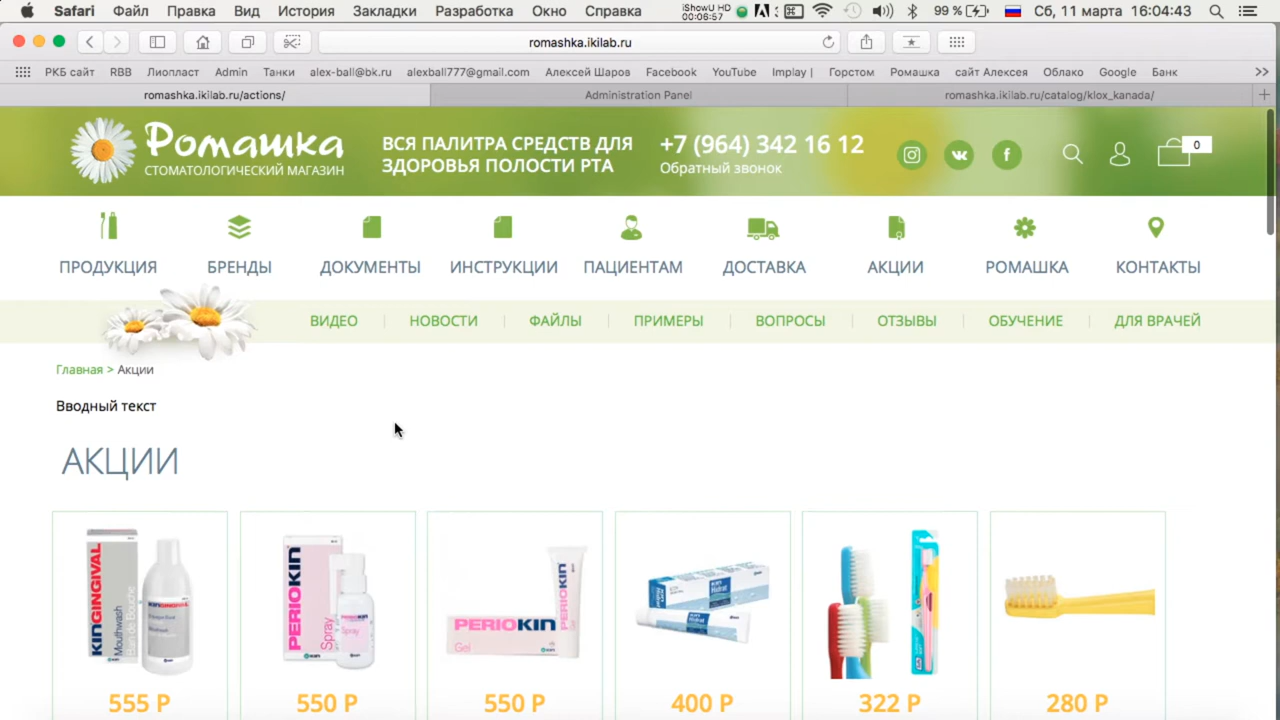 Safari Файл Правка Вид История Закладки Разработка Окно Справка iShowU HD 00:06:57 99 % Сб, 11 марта 16:04:43
romashka.ikilab.ru
РКБ сайт RBB Лиопласт Admin Танки alex-ball@bk.ru alexball777@gmail.com Алексей Шаров Facebook YouTube Implay | Горстом Ромашка сайт Алексея Облако Google Банк >>
romashka.ikilab.ru/actions/ Administration Panel romashka.ikilab.ru/catalog/klox_kanada/
Ромашка
СТОМАТОЛОГИЧЕСКИЙ МАГАЗИН
ВСЯ ПАЛИТРА СРЕДСТВ ДЛЯ
ЗДОРОВЬЯ ПОЛОСТИ РТА
+7 (964) 342 16 12
Обратный звонок
0
ПРОДУКЦИЯ БРЕНДЫ ДОКУМЕНТЫ ИНСТРУКЦИИ ПАЦИЕНТАМ ДОСТАВКА АКЦИИ РОМАШКА КОНТАКТЫ
ВИДЕО НОВОСТИ ФАЙЛЫ ПРИМЕРЫ ВОПРОСЫ ОТЗЫВЫ ОБУЧЕНИЕ ДЛЯ ВРАЧЕЙ
Главная > Акции
Вводный текст
АКЦИИ
KINGINGIVAL
Mouthwash
PERIOKIN
Spray
PERIOKIN
Gel
PERIOKIN
555 Р 550 Р 550 Р 400 Р 322 Р 280 Р